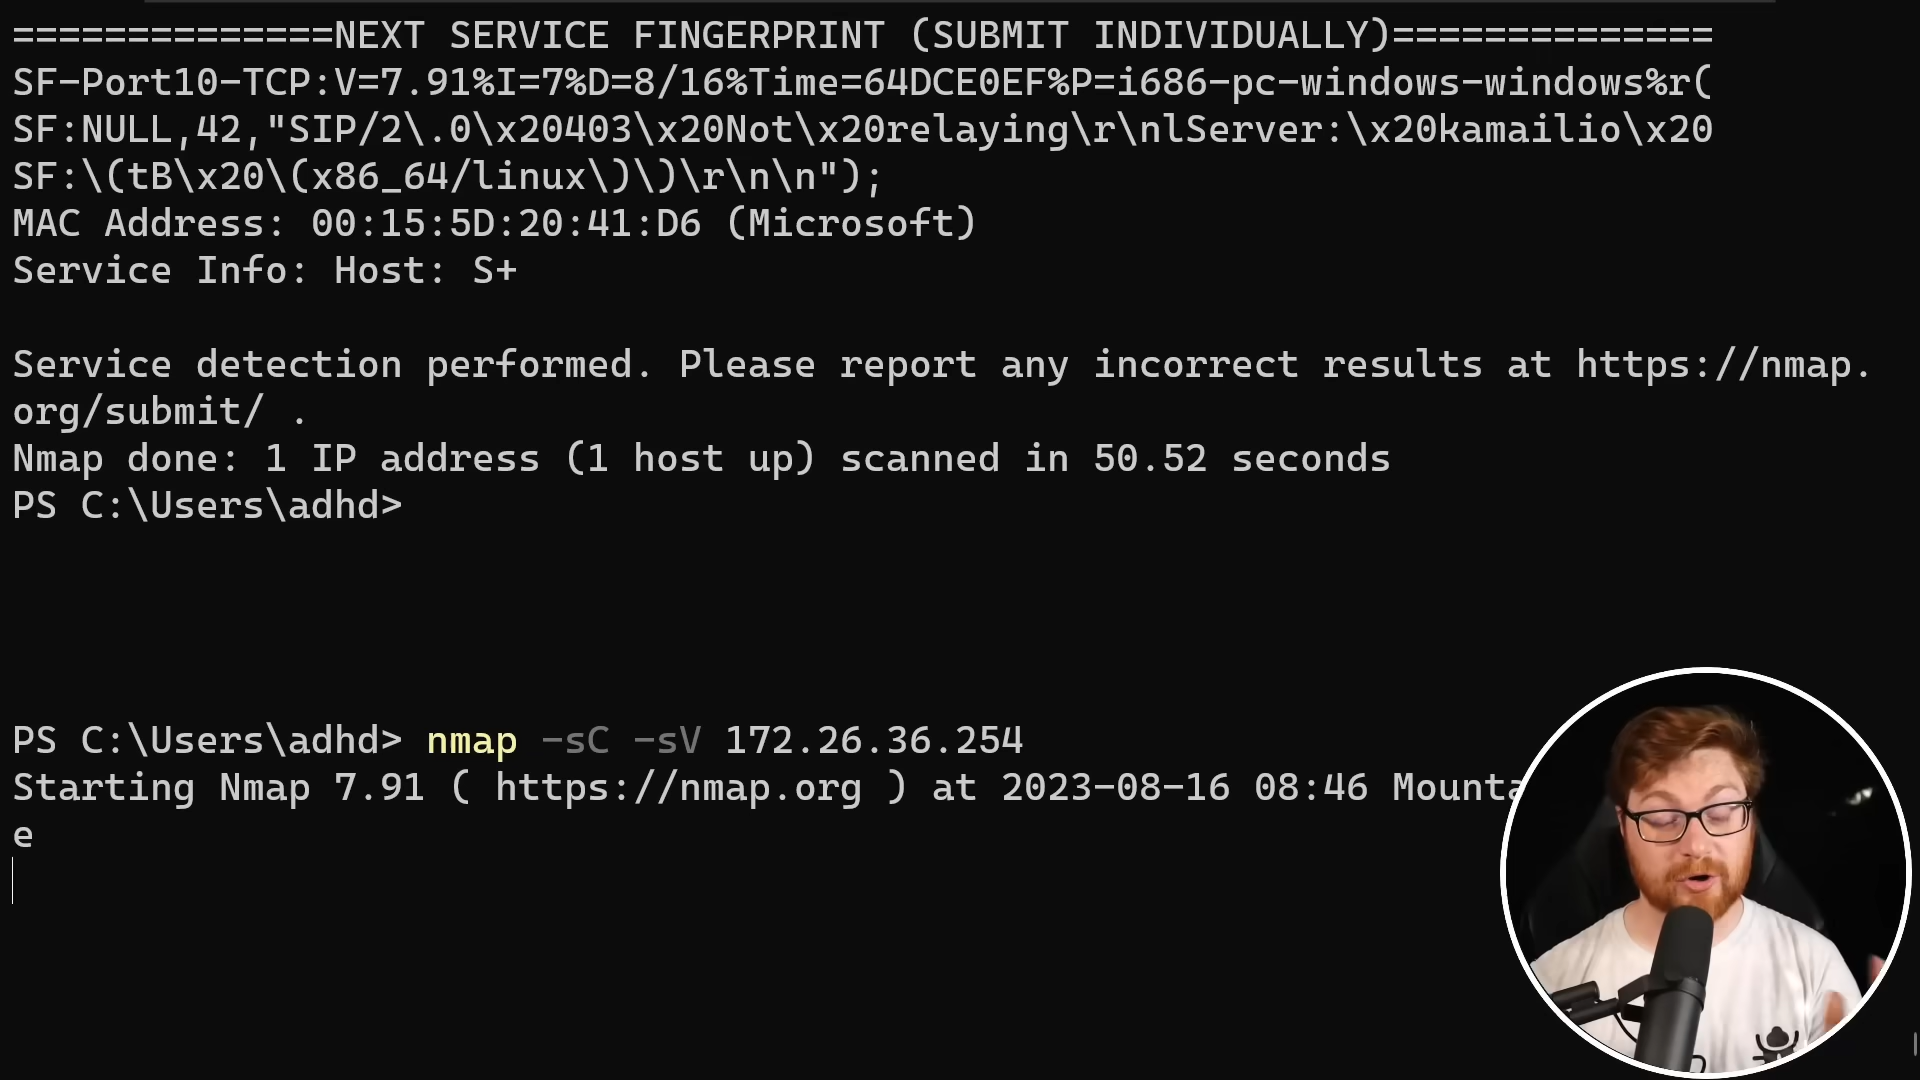 ==============NEXT SERVICE FINGERPRINT (SUBMIT INDIVIDUALLY)==============
SF-Port10-TCP:V=7.91%I=7%D=8/16%Time=64DCE0EF%P=i686-pc-windows-windows%r(
SF:NULL,42,"SIP/2\.0\x20403\x20Not\x20relaying\r\nlServer:\x20kamailio\x20
SF:\(tB\x20\(x86_64/linux\)\)\r\n\n");
MAC Address: 00:15:5D:20:41:D6 (Microsoft)
Service Info: Host: S+
Service detection performed. Please report any incorrect results at https://nmap.
org/submit/ .
Nmap done: 1 IP address (1 host up) scanned in 50.52 seconds
PS C:\Users\adhd>
PS C:\Users\adhd> nmap -sC -sV 172.26.36.254
Starting Nmap 7.91 ( https://nmap.org ) at 2023-08-16 08:46 Mounta
e